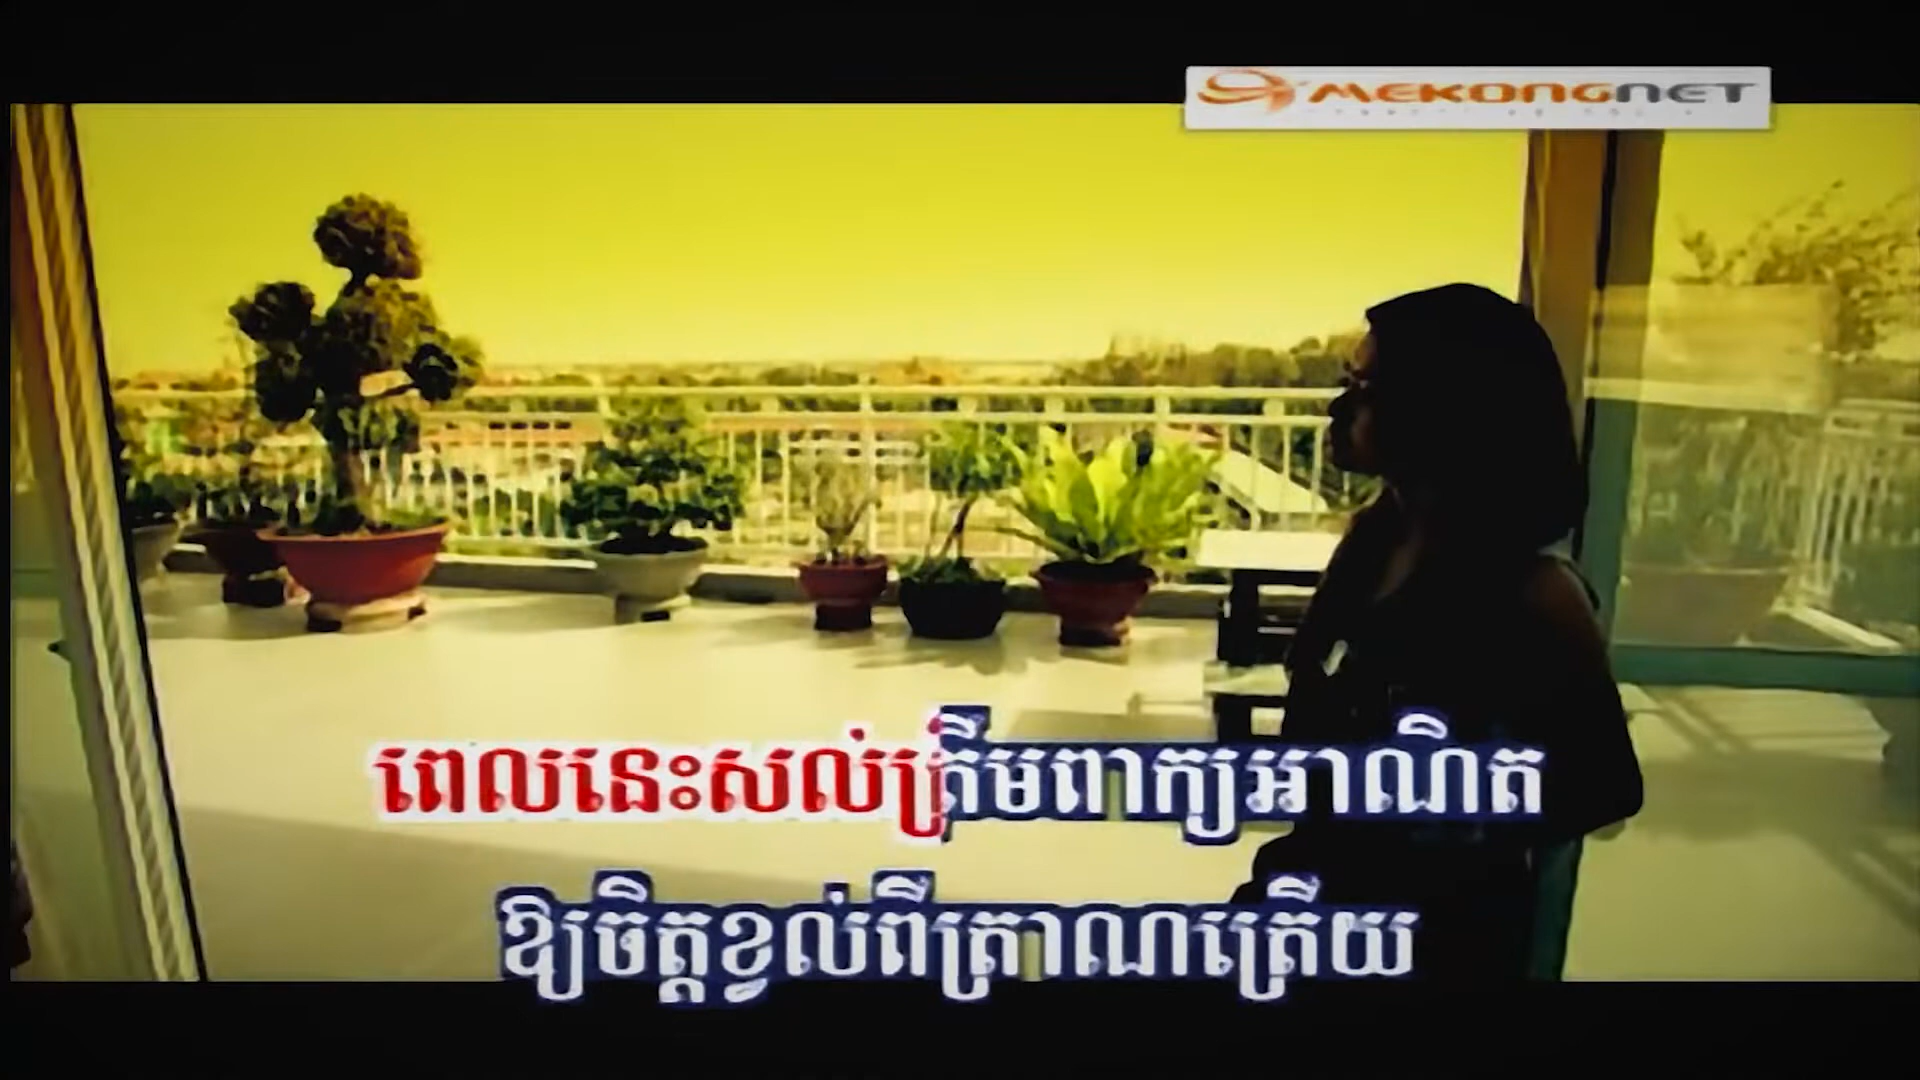 MEKONGNET
ពេលនេះសល់ត្រឹមពាក្យអាណិត
ឱ្យចិត្តខ្វល់ពីត្រាណត្រើយ